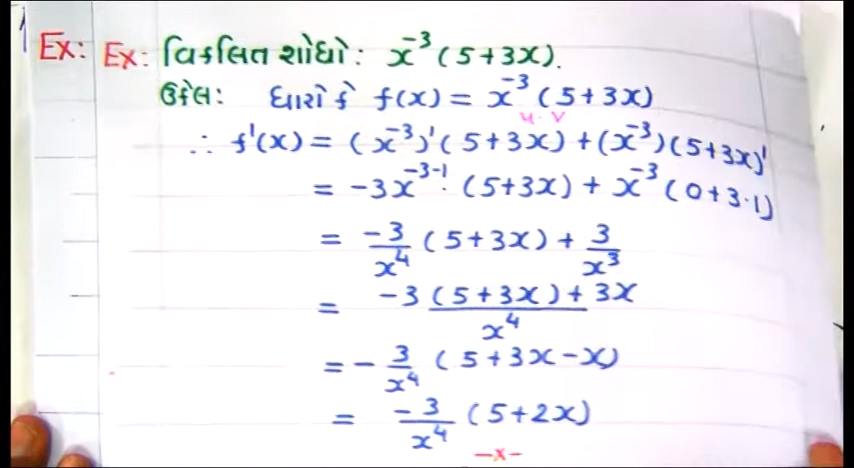 Ex: Ex: વિકલિત શોધો: x⁻³ (5+3x).
ઉકેલ: ધારો કે f(x) = x⁻³ (5+3x)
u · v
∴ f'(x) = (x⁻³)' (5+3x) + (x⁻³) (5+3x)'
= -3x⁻³⁻¹ · (5+3x) + x⁻³ (0+3·1)
= -3/x⁴ (5+3x) + 3/x³
= -3(5+3x)+3x / x⁴
= - 3/x⁴ (5+3x-x)
= -3/x⁴ (5+2x)
-x-